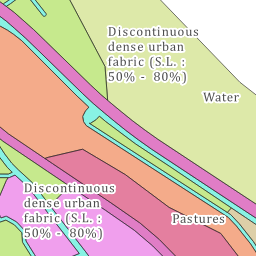 Discontinuous
dense urban
fabric (S.L. :
50% - 80%)
Water
Discontinuous
dense urban
fabric (S.L. :
50% - 80%)
Pastures